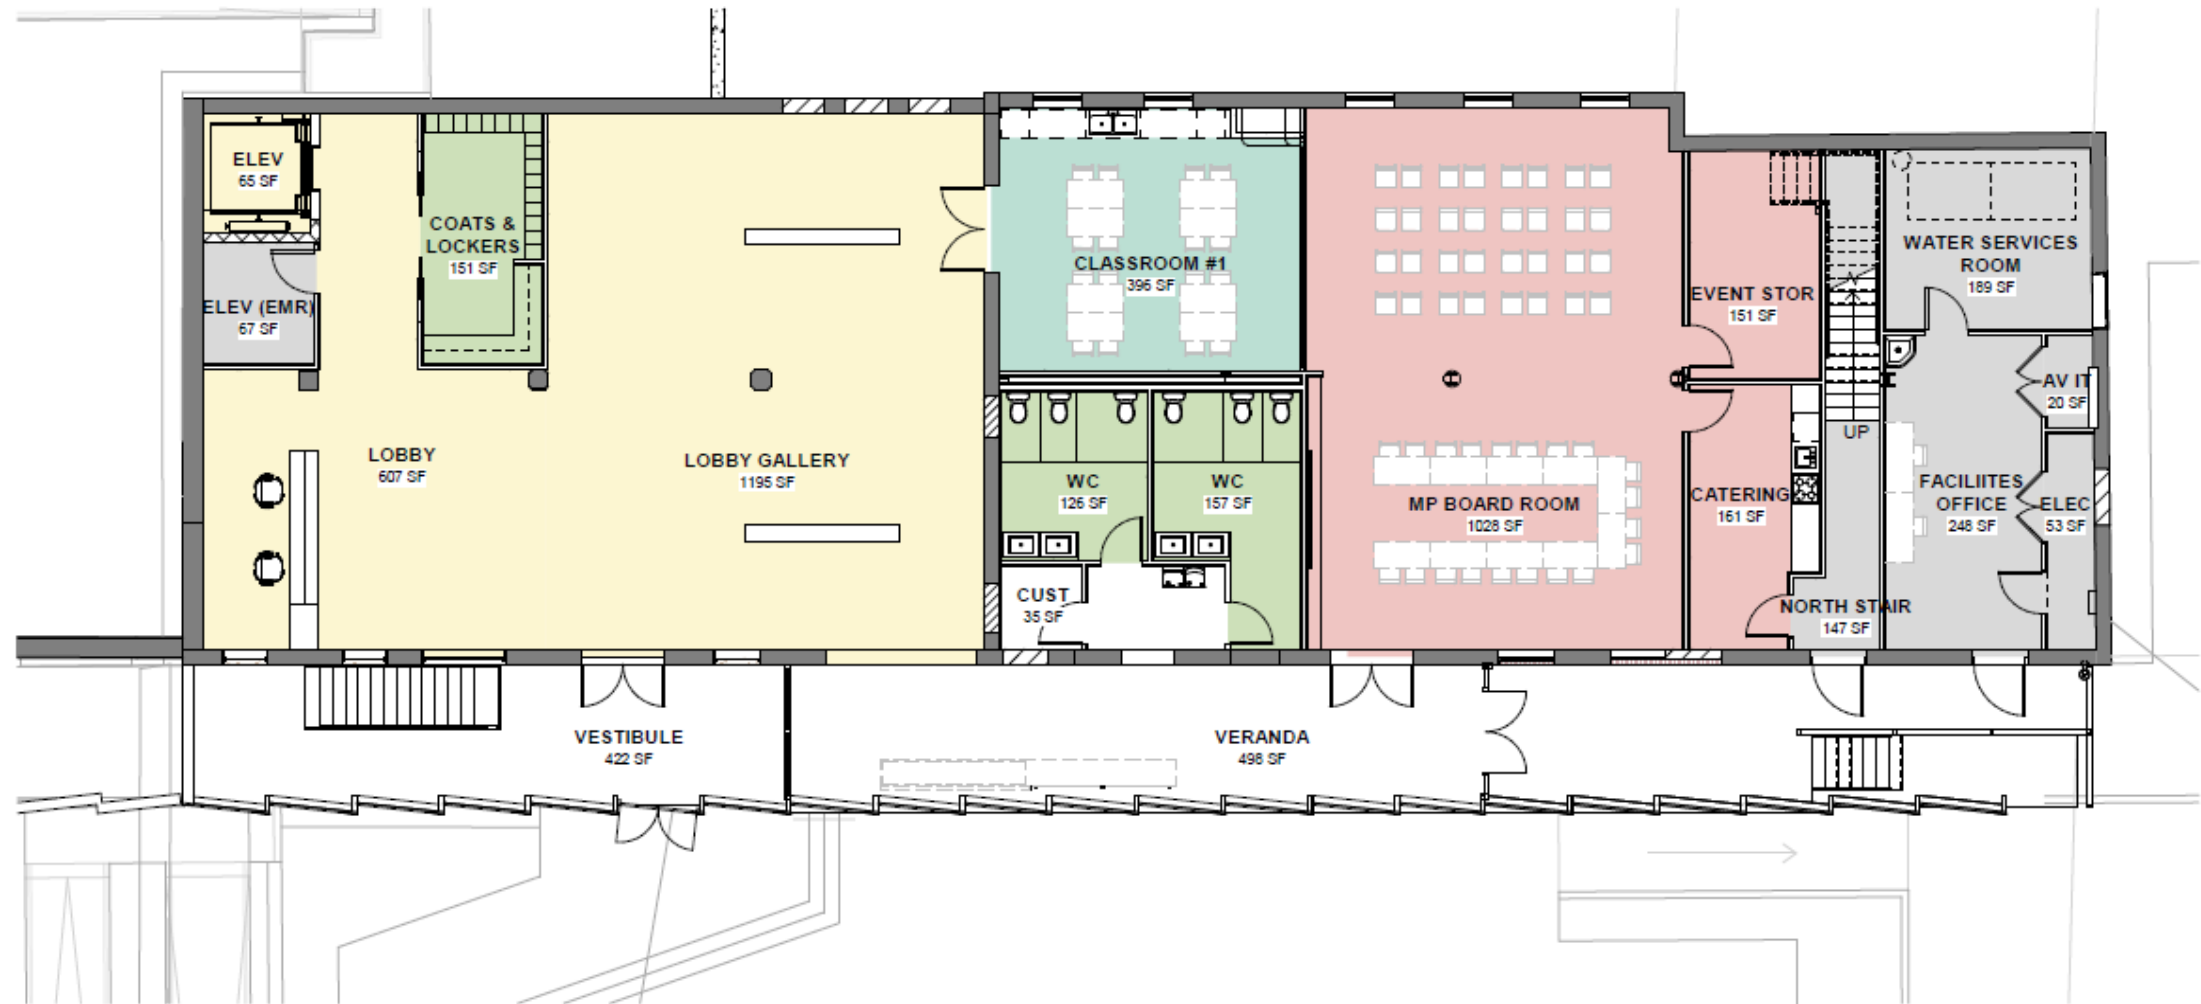 ELEV
65 SF
ELEV (EMR)
67 SF
COATS &
LOCKERS
151 SF
LOBBY
607 SF
LOBBY GALLERY
1195 SF
CLASSROOM #1
396 SF
WC
126 SF
WC
157 SF
CUST
35 SF
MP BOARD ROOM
1028 SF
EVENT STOR
151 SF
CATERING
161 SF
UP
NORTH STAIR
147 SF
WATER SERVICES
ROOM
189 SF
AV IT
20 SF
FACILIITES
OFFICE
248 SF
ELEC
53 SF
VESTIBULE
422 SF
VERANDA
498 SF